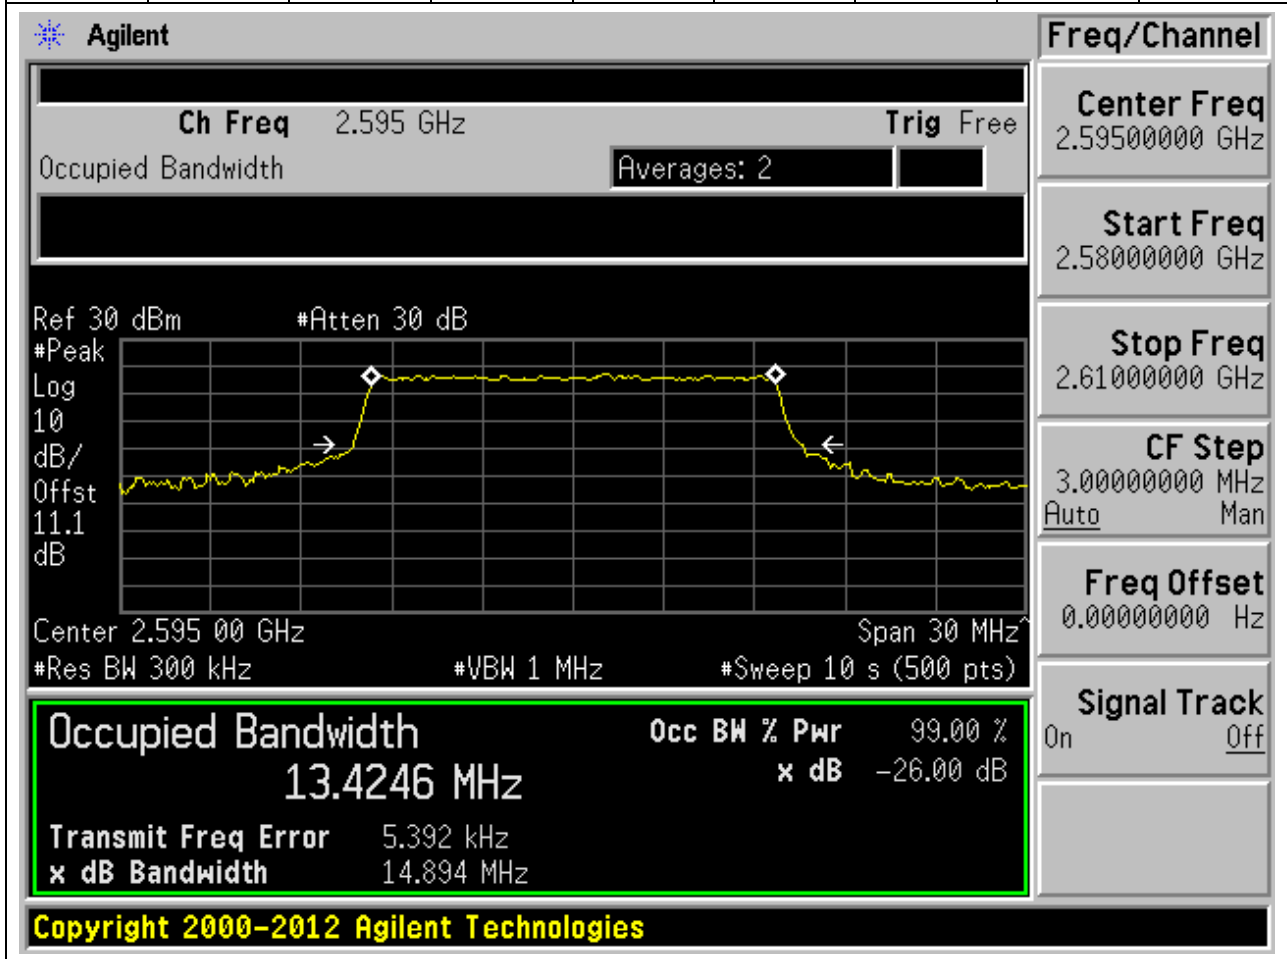 Agilent
Freq/Channel
Ch Freq 2.595 GHz Trig Free
Occupied Bandwidth Averages: 2
Center Freq
2.59500000 GHz
Start Freq
2.58000000 GHz
Stop Freq
2.61000000 GHz
CF Step
3.00000000 MHz
Auto Man
Freq Offset
0.00000000 Hz
Signal Track
On Off
Ref 30 dBm #Atten 30 dB
#Peak
Log
10
dB/
Offst
11.1
dB
Center 2.595 00 GHz Span 30 MHz^
#Res BW 300 kHz #VBW 1 MHz #Sweep 10 s (500 pts)
Occupied Bandwidth Occ BW % Pwr 99.00 %
13.4246 MHz x dB -26.00 dB
Transmit Freq Error 5.392 kHz
x dB Bandwidth 14.894 MHz
Copyright 2000-2012 Agilent Technologies